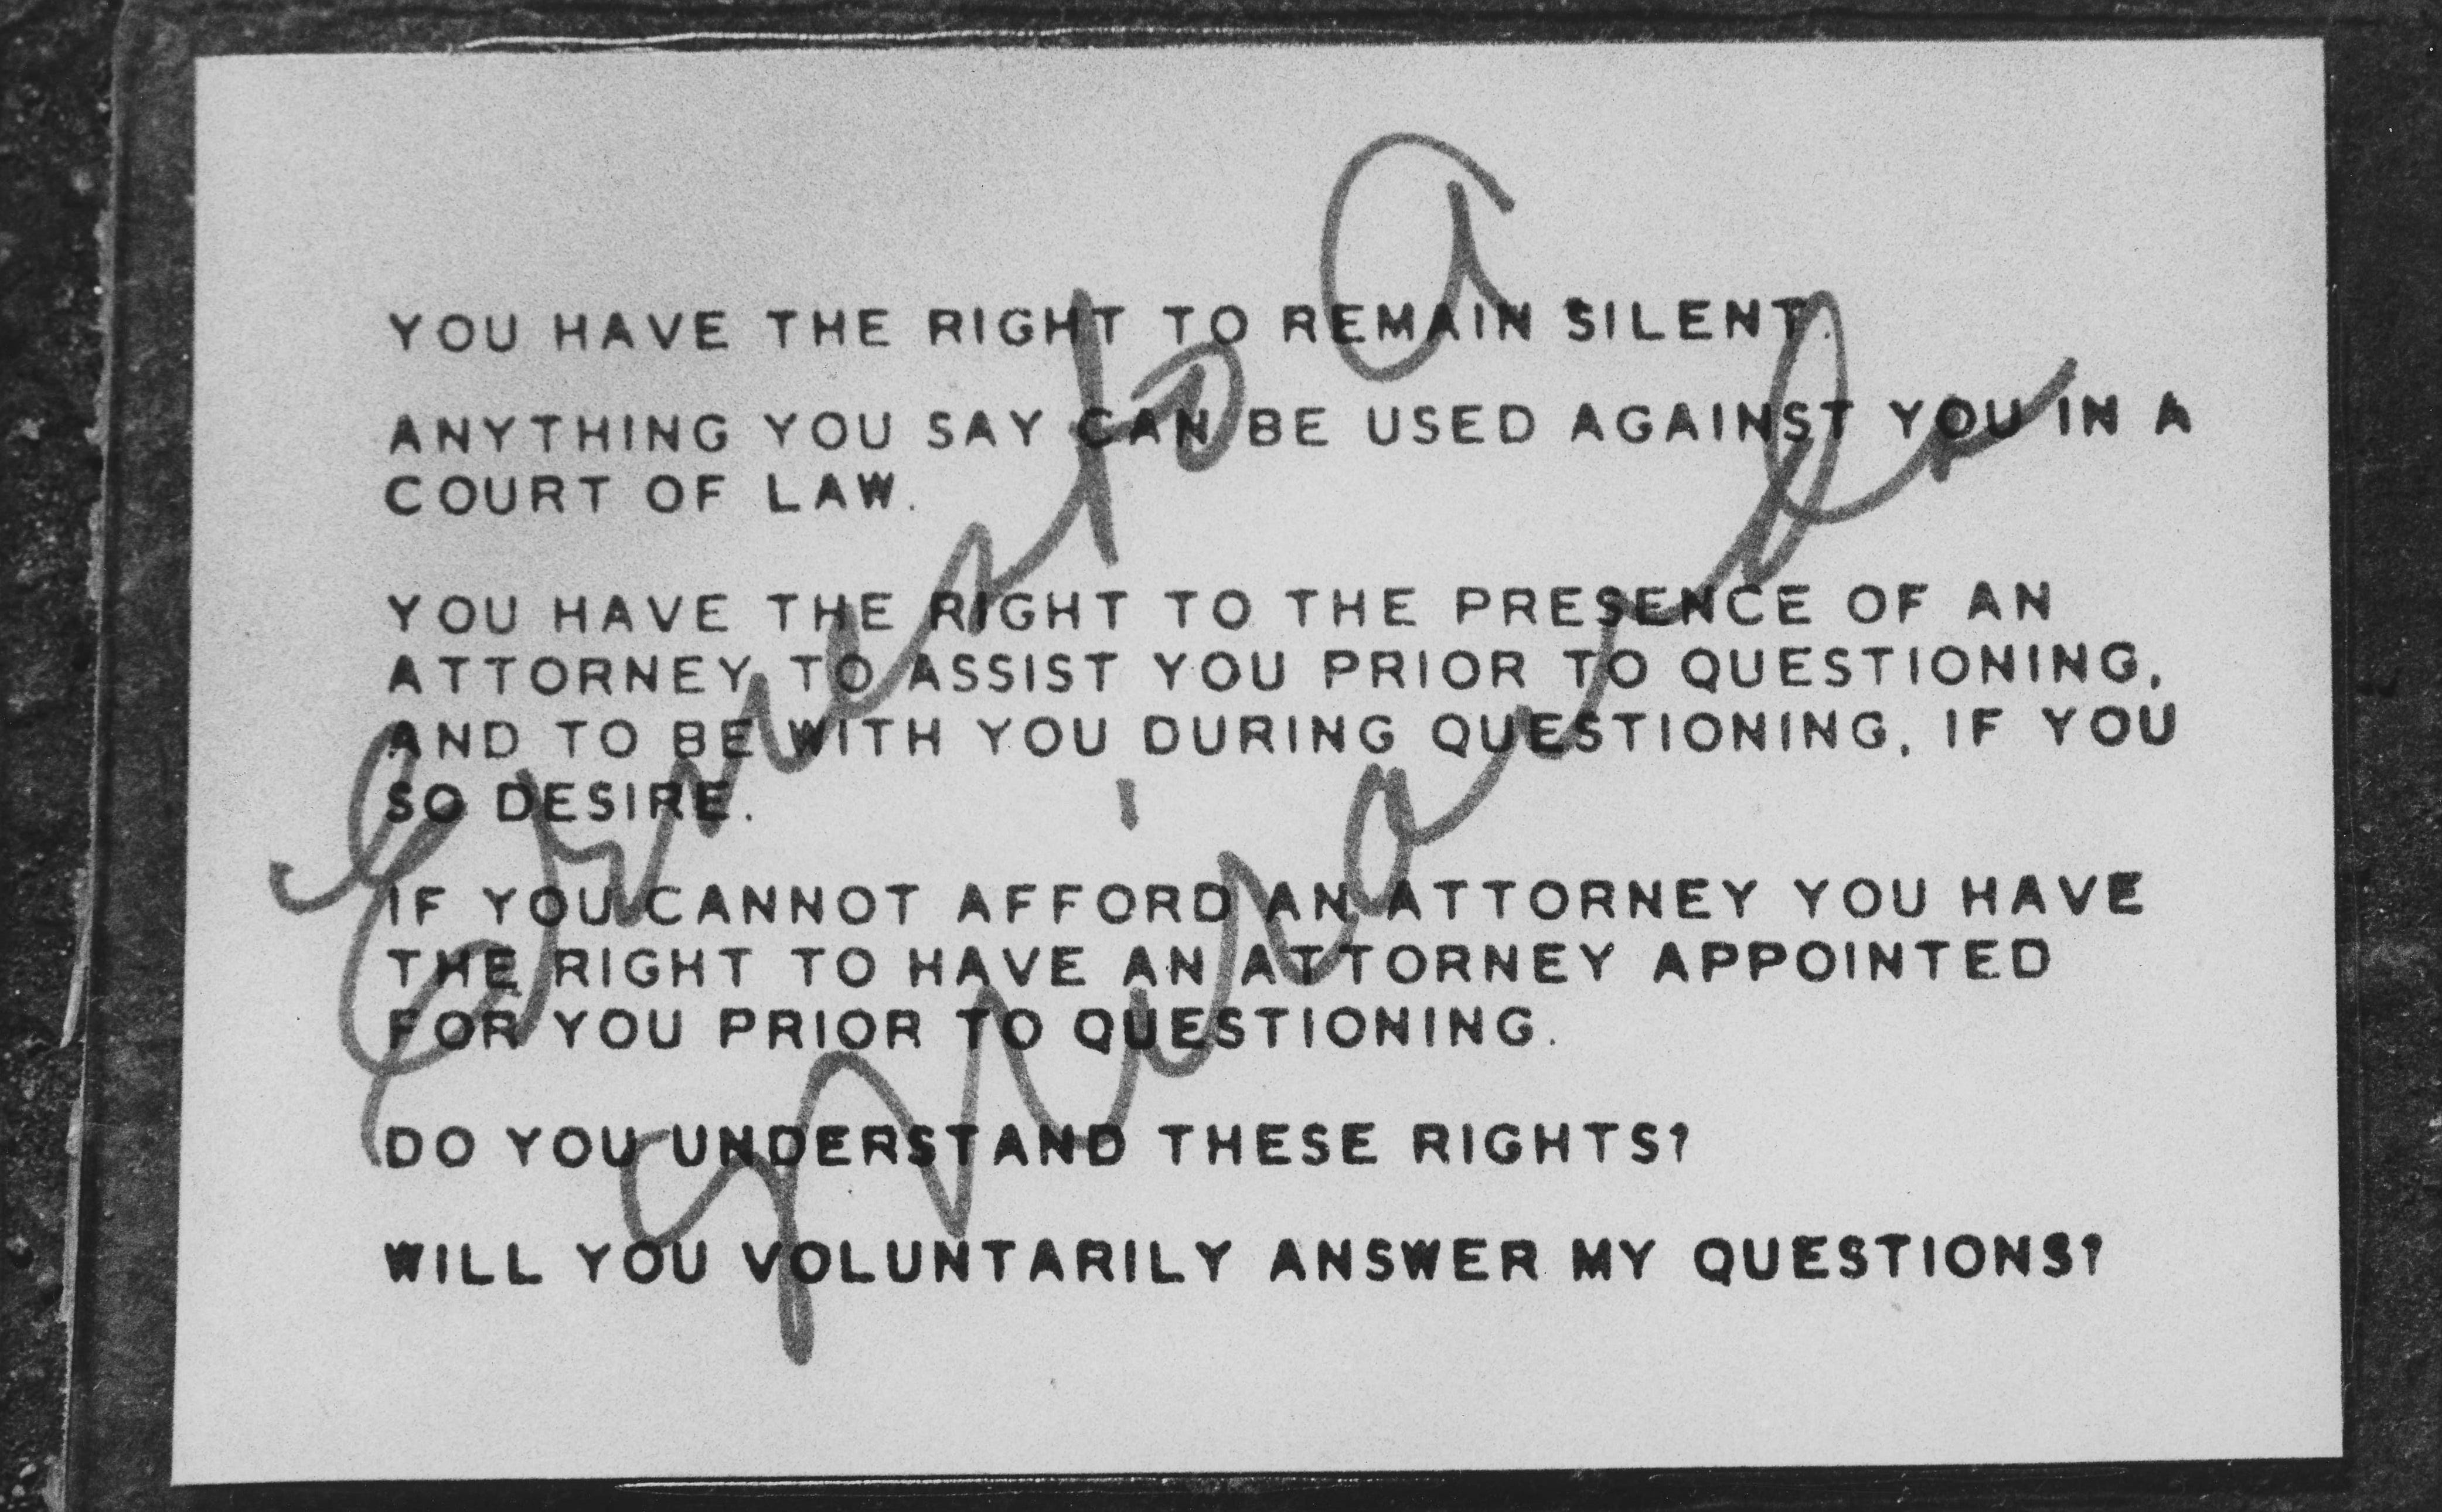 YOU HAVE THE RIGHT TO REMAIN SILENT.
ANYTHING YOU SAY CAN BE USED AGAINST YOU IN A
COURT OF LAW.
YOU HAVE THE RIGHT TO THE PRESENCE OF AN
ATTORNEY TO ASSIST YOU PRIOR TO QUESTIONING,
AND TO BE WITH YOU DURING QUESTIONING, IF YOU
SO DESIRE.
IF YOU CANNOT AFFORD AN ATTORNEY YOU HAVE
THE RIGHT TO HAVE AN ATTORNEY APPOINTED
FOR YOU PRIOR TO QUESTIONING.
DO YOU UNDERSTAND THESE RIGHTS?
WILL YOU VOLUNTARILY ANSWER MY QUESTIONS?
Ernesto A
Miranda